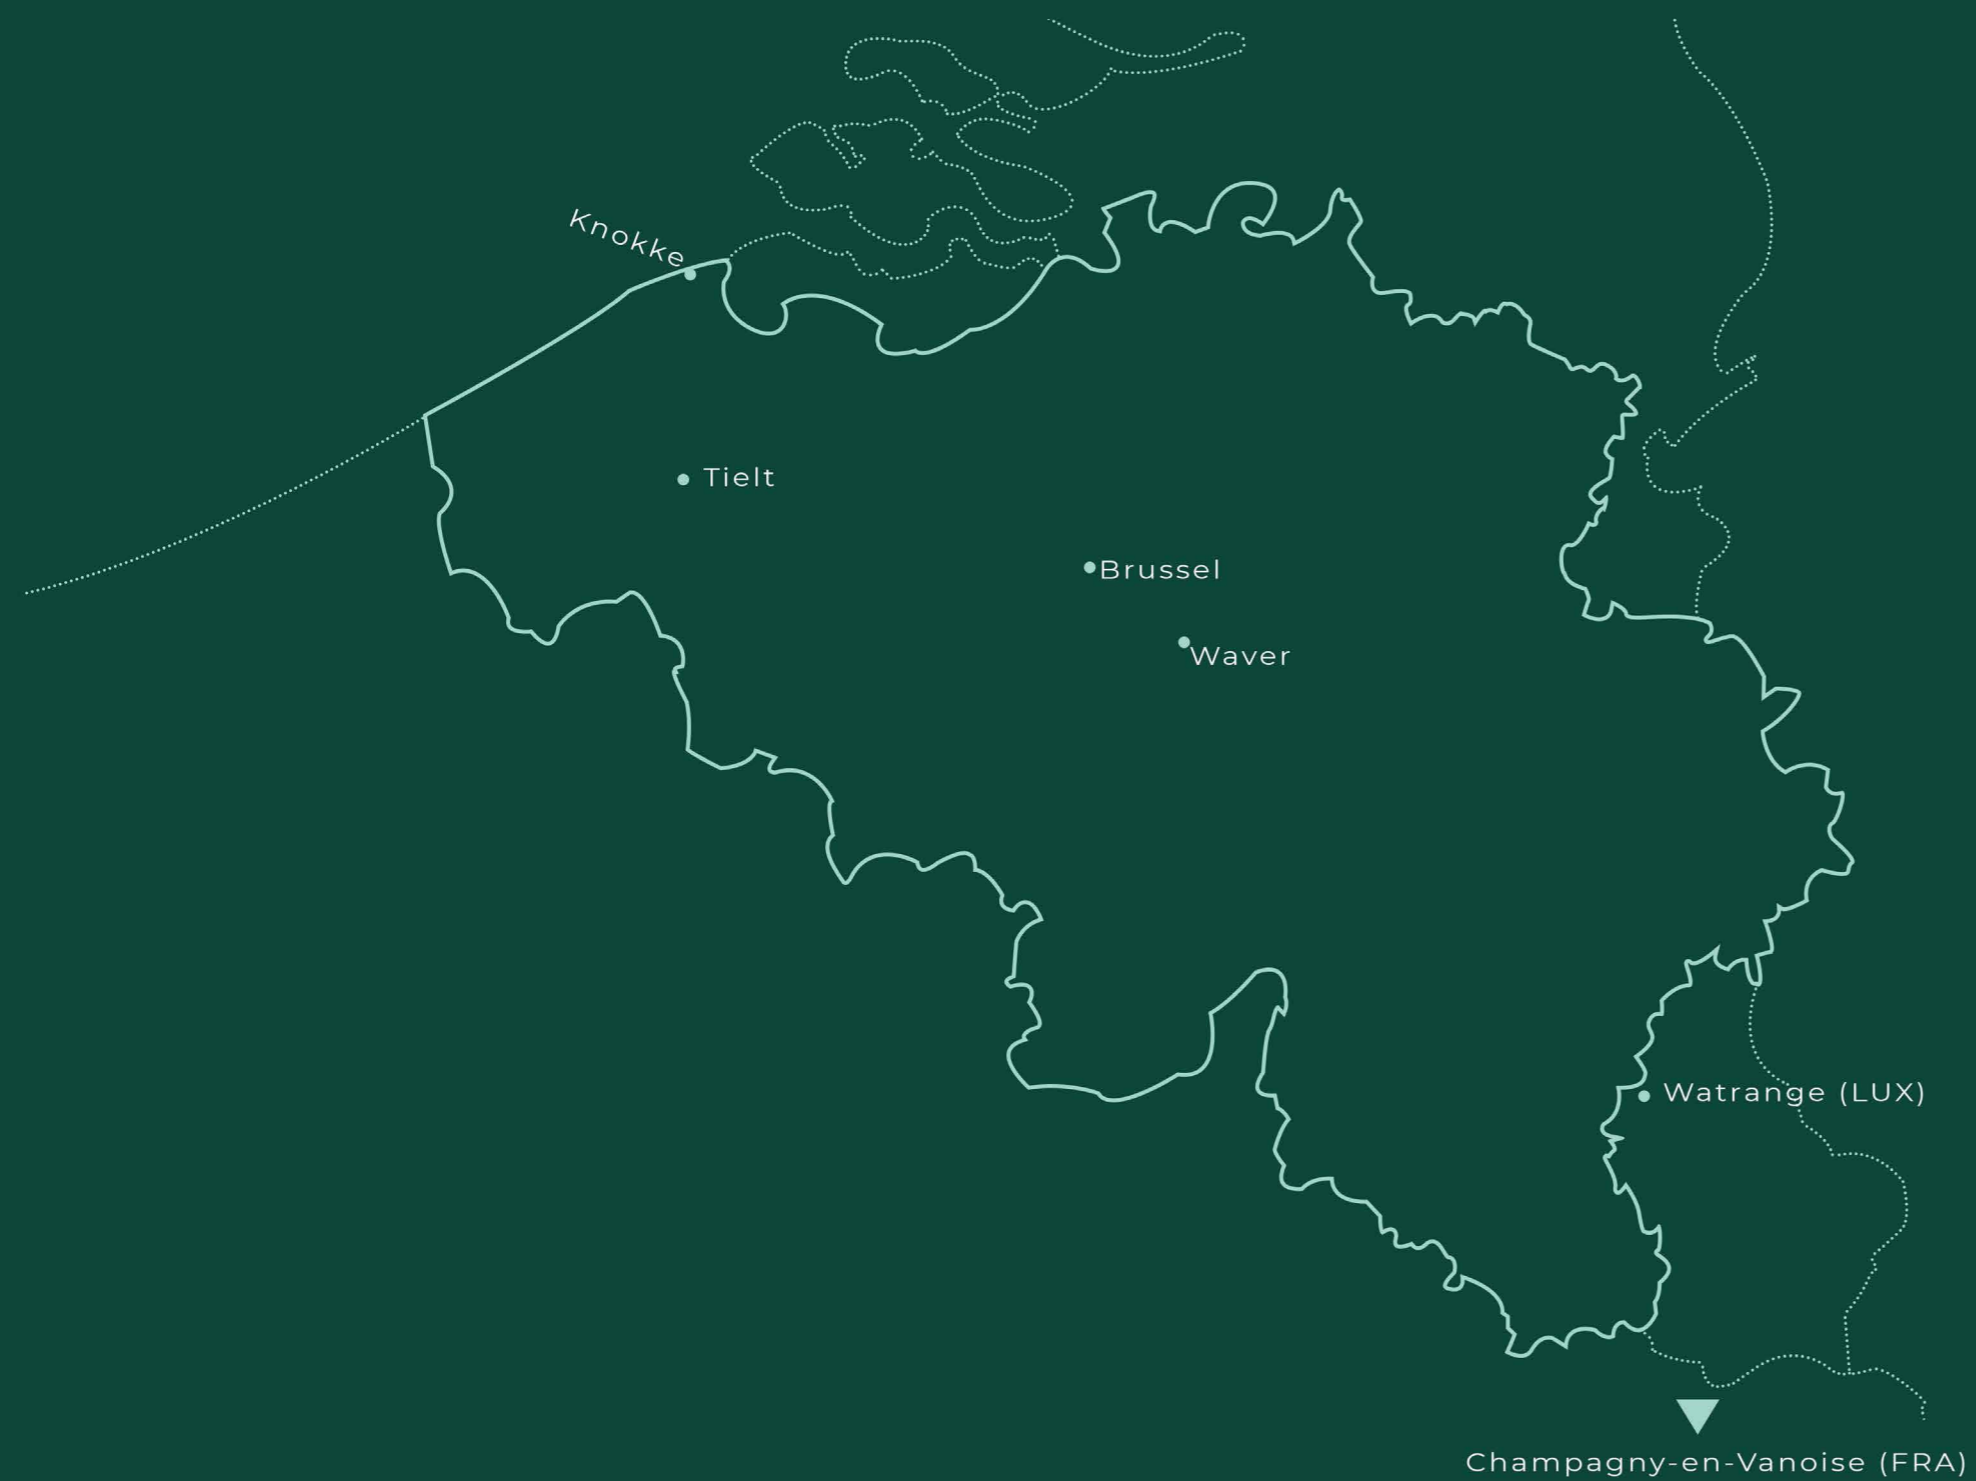 Knokke
Tielt
Brussel
Waver
Watrange (LUX)
Champagny-en-Vanoise (FRA)